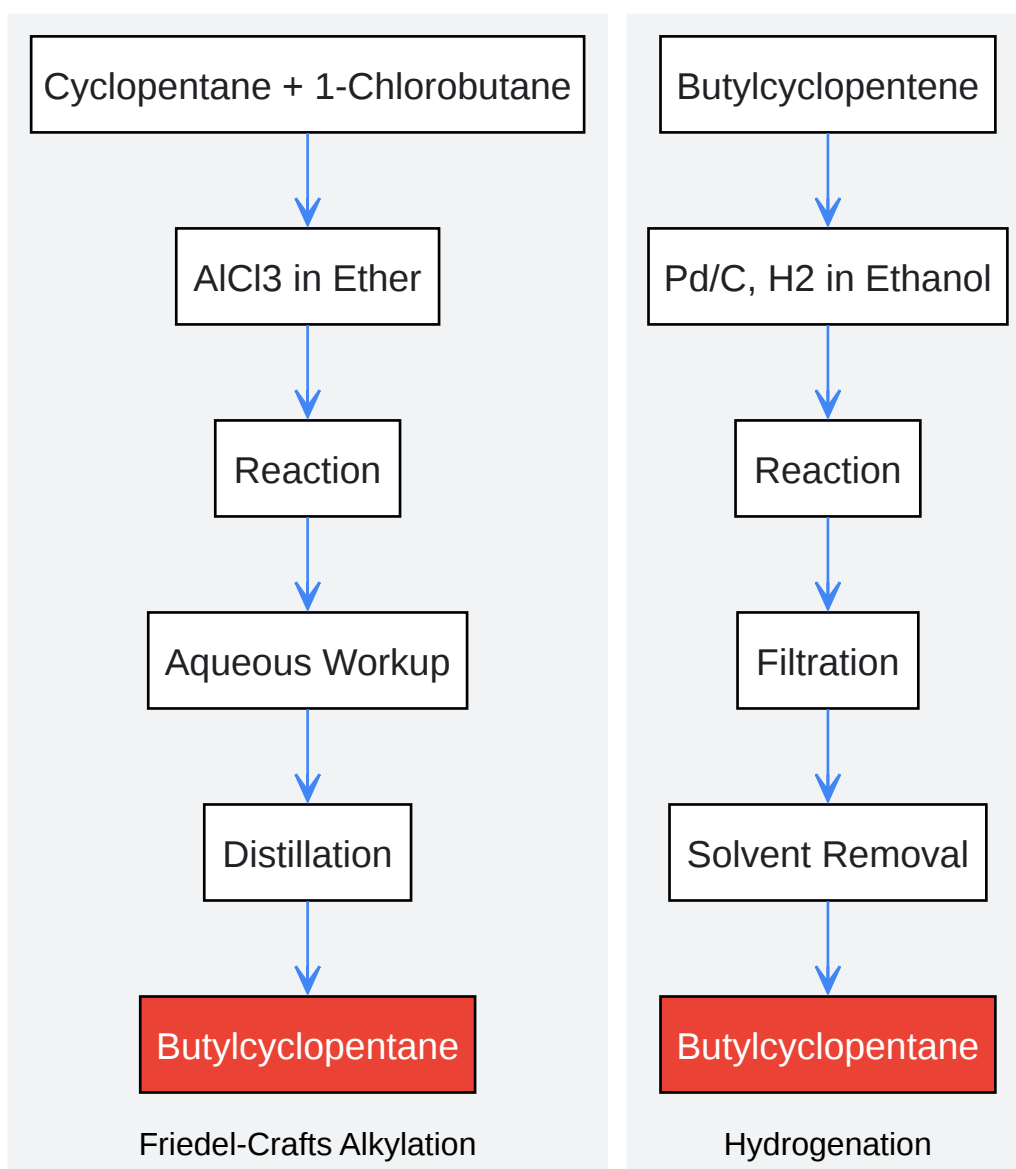 Cyclopentane + 1-Chlorobutane
AlCl3 in Ether
Reaction
Aqueous Workup
Distillation
Butylcyclopentane
Friedel-Crafts Alkylation
Butylcyclopentene
Pd/C, H2 in Ethanol
Reaction
Filtration
Solvent Removal
Butylcyclopentane
Hydrogenation